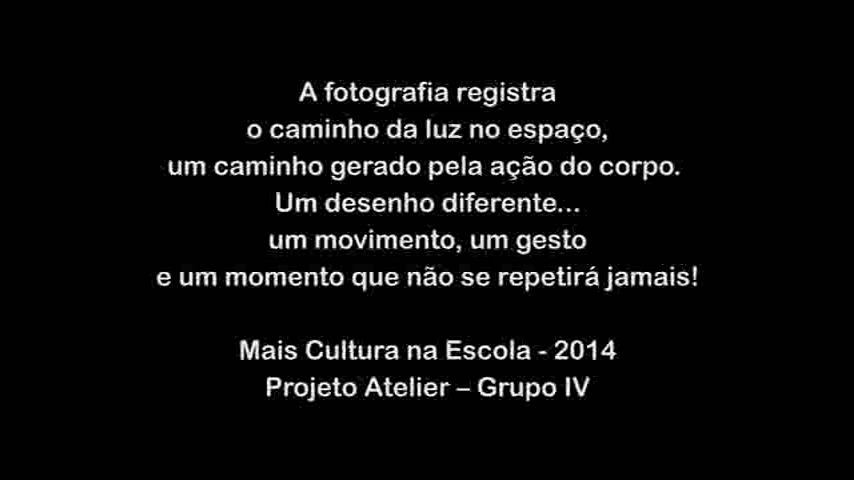 A fotografia registra
o caminho da luz no espaço,
um caminho gerado pela ação do corpo.
Um desenho diferente...
um movimento, um gesto
e um momento que não se repetirá jamais!
Mais Cultura na Escola - 2014
Projeto Atelier – Grupo IV